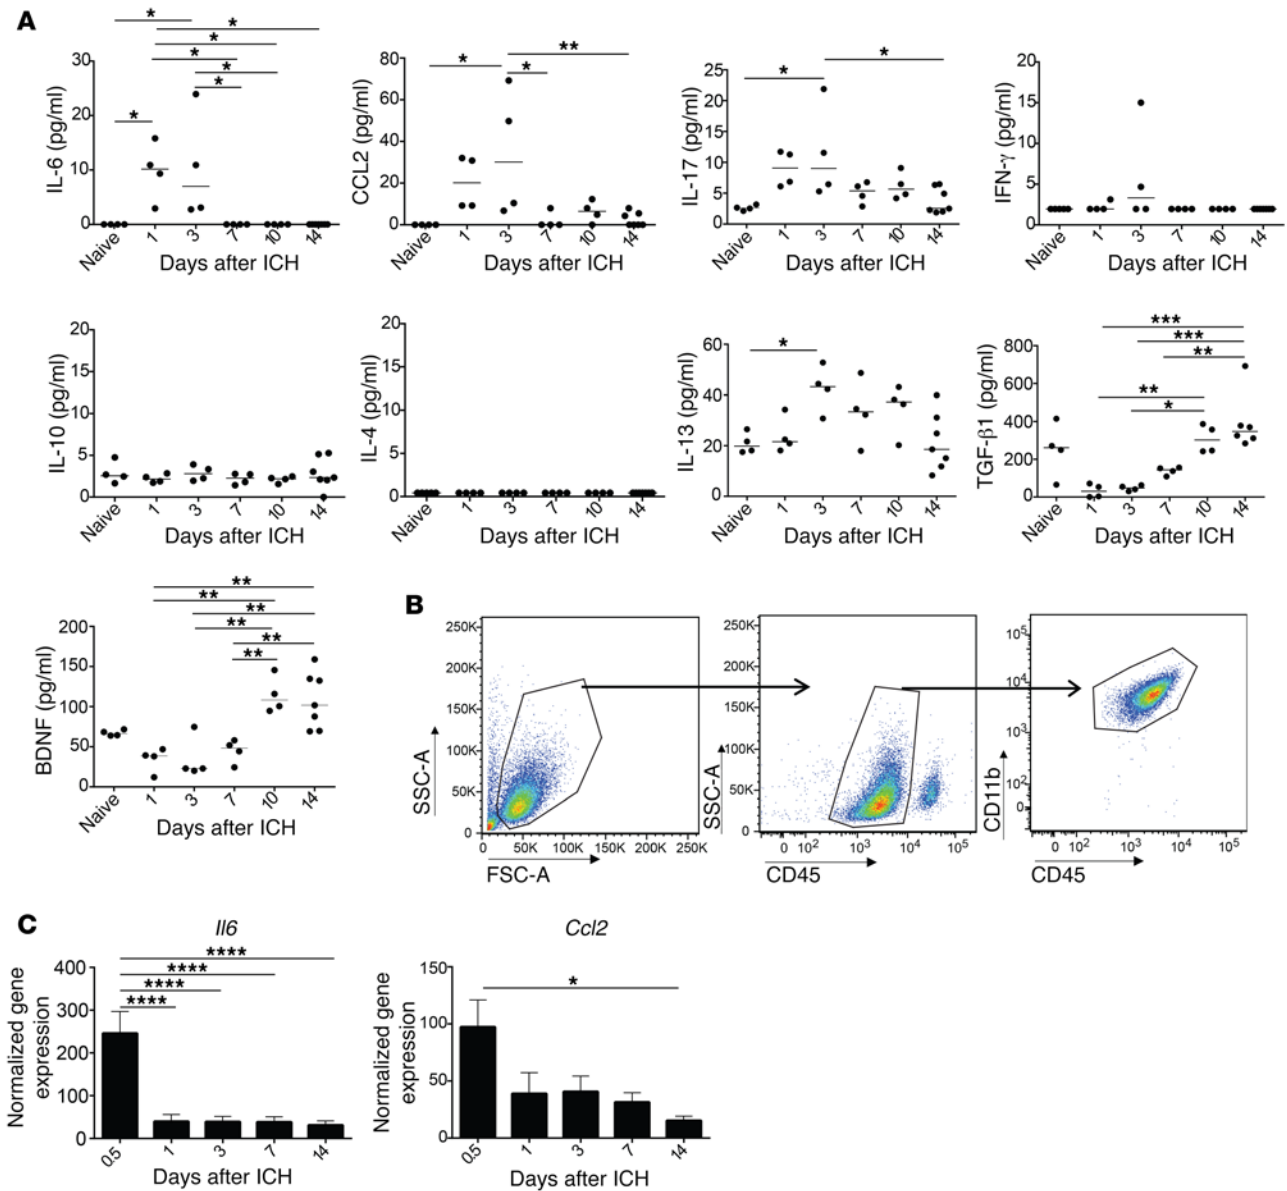 A
* * * * * * *
IL-6 (pg/ml)
30
20
10
0
Naive 1 3 7 10 14
Days after ICH
* * **
CCL2 (pg/ml)
80
60
40
20
0
Naive 1 3 7 10 14
Days after ICH
* *
IL-17 (pg/ml)
25
20
15
10
5
0
Naive 1 3 7 10 14
Days after ICH
IFN-γ (pg/ml)
20
15
10
5
0
Naive 1 3 7 10 14
Days after ICH
IL-10 (pg/ml)
20
15
10
5
0
Naive 1 3 7 10 14
Days after ICH
IL-4 (pg/ml)
20
15
10
5
0
Naive 1 3 7 10 14
Days after ICH
*
IL-13 (pg/ml)
60
40
20
0
Naive 1 3 7 10 14
Days after ICH
***
***
**
**
*
TGF-β1 (pg/ml)
800
600
400
200
0
Naive 1 3 7 10 14
Days after ICH
**
**
**
**
**
**
BDNF (pg/ml)
200
150
100
50
0
Naive 1 3 7 10 14
Days after ICH
B
SSC-A
250K
200K
150K
100K
50K
0
0 50K 100K 150K 200K 250K
FSC-A
SSC-A
250K
200K
150K
100K
50K
0
0 10² 10³ 10⁴ 10⁵
CD45
CD11b
10⁵
10⁴
10³
10²
0
0 10² 10³ 10⁴ 10⁵
CD45
C
Il6
****
****
****
****
Normalized gene
expression
400
300
200
100
0
0.5 1 3 7 14
Days after ICH
Ccl2
*
Normalized gene
expression
150
100
50
0
0.5 1 3 7 14
Days after ICH